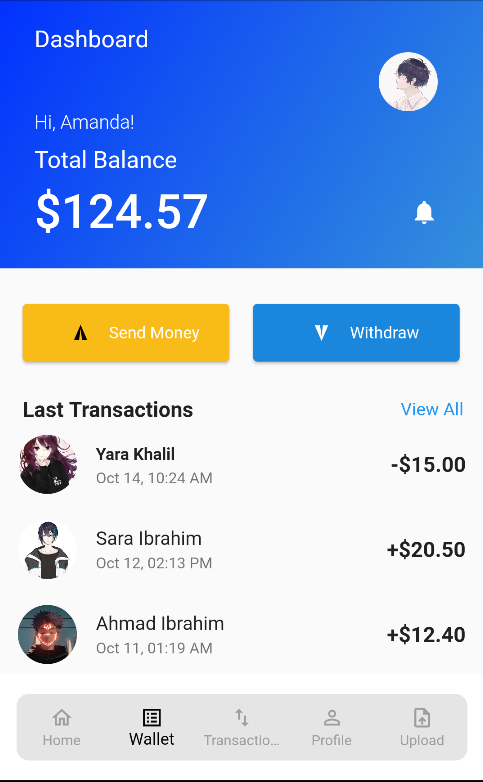 Dashboard
Hi, Amanda!
Total Balance
$124.57
Send Money
Withdraw
Last Transactions
View All
Yara Khalil
-$15.00
Oct 14, 10:24 AM
Sara Ibrahim
+$20.50
Oct 12, 02:13 PM
Ahmad Ibrahim
+$12.40
Oct 11, 01:19 AM
Home
Wallet
Transactio...
Profile
Upload